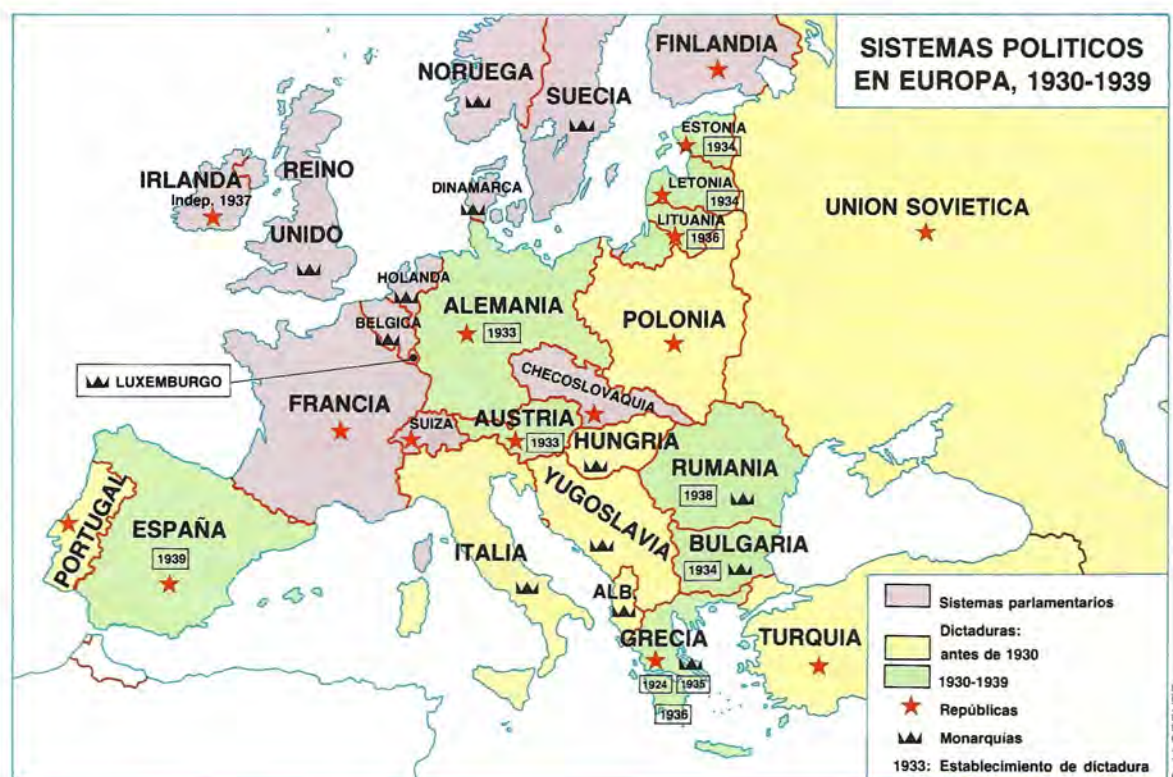 SISTEMAS POLITICOS
EN EUROPA, 1930-1939
FINLANDIA
NORUEGA
SUECIA
ESTONIA
1934
IRLANDA
Indep. 1937
REINO
UNIDO
DINAMARCA
LETONIA
1934
LITUANIA
1936
UNION SOVIETICA
HOLANDA
BELGICA
ALEMANIA
1933
POLONIA
LUXEMBURGO
CHECOSLOVAQUIA
FRANCIA
SUIZA
AUSTRIA
1933
HUNGRIA
RUMANIA
1938
PORTUGAL
ESPAÑA
1939
ITALIA
YUGOSLAVIA
BULGARIA
1934
ALB.
GRECIA
1924
1935
1936
TURQUIA
Sistemas parlamentarios
Dictaduras:
antes de 1930
1930-1939
Repúblicas
Monarquías
1933: Establecimiento de dictadura